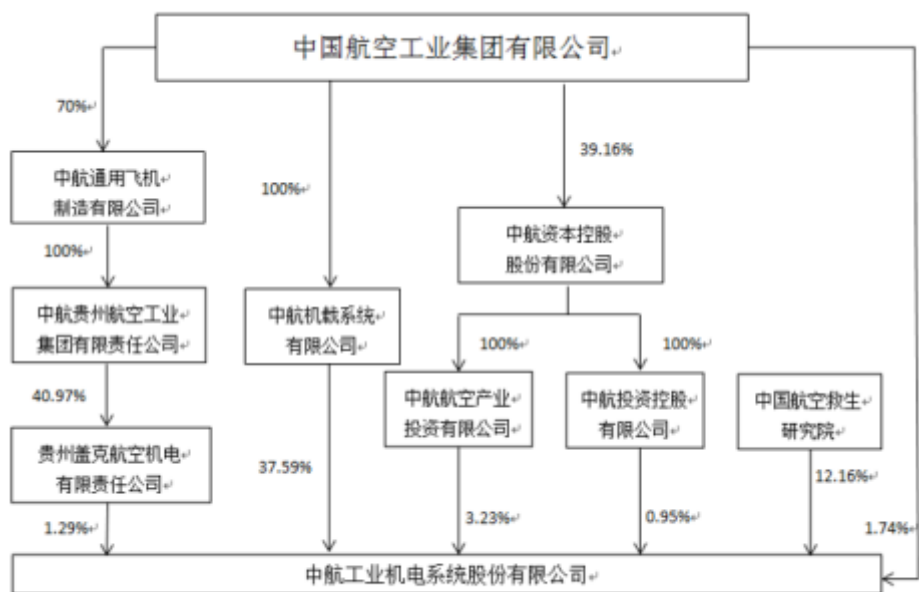 中国航空工业集团有限公司
70%
39.16%
中航通用飞机
制造有限公司
100%
中航资本控股
股份有限公司
100%
中航贵州航空工业
集团有限责任公司
中航机载系统
有限公司
100%
100%
40.97%
中航航空产业
投资有限公司
中航投资控股
有限公司
中国航空救生
研究院
贵州盖克航空机电
有限责任公司
37.59%
12.16%
1.29%
3.23%
0.95%
1.74%
中航工业机电系统股份有限公司